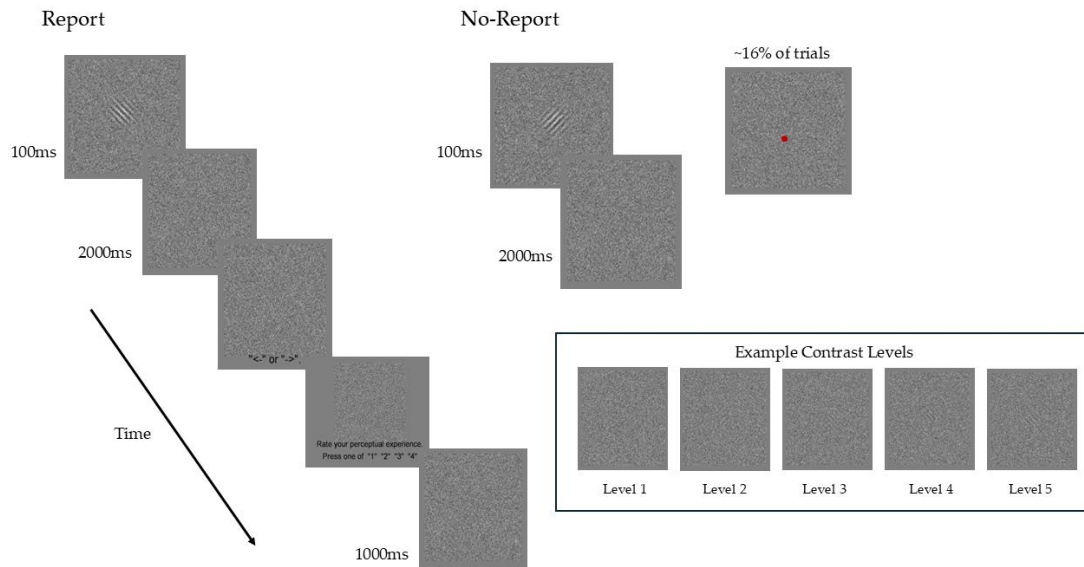 Report
100ms
2000ms
"<-" or "->".
Rate your perceptual experience.
Press one of "1" "2" "3" "4"
1000ms
Time
No-Report
100ms
2000ms
~16% of trials
Example Contrast Levels
Level 1
Level 2
Level 3
Level 4
Level 5